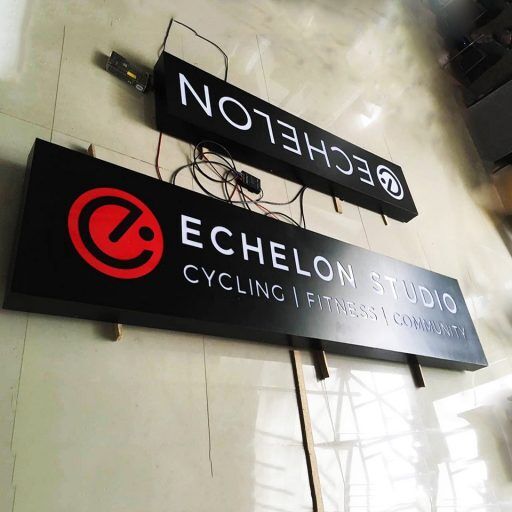 ECHELON
ECHELON STUDIO
CYCLING | FITNESS | COMMUNITY